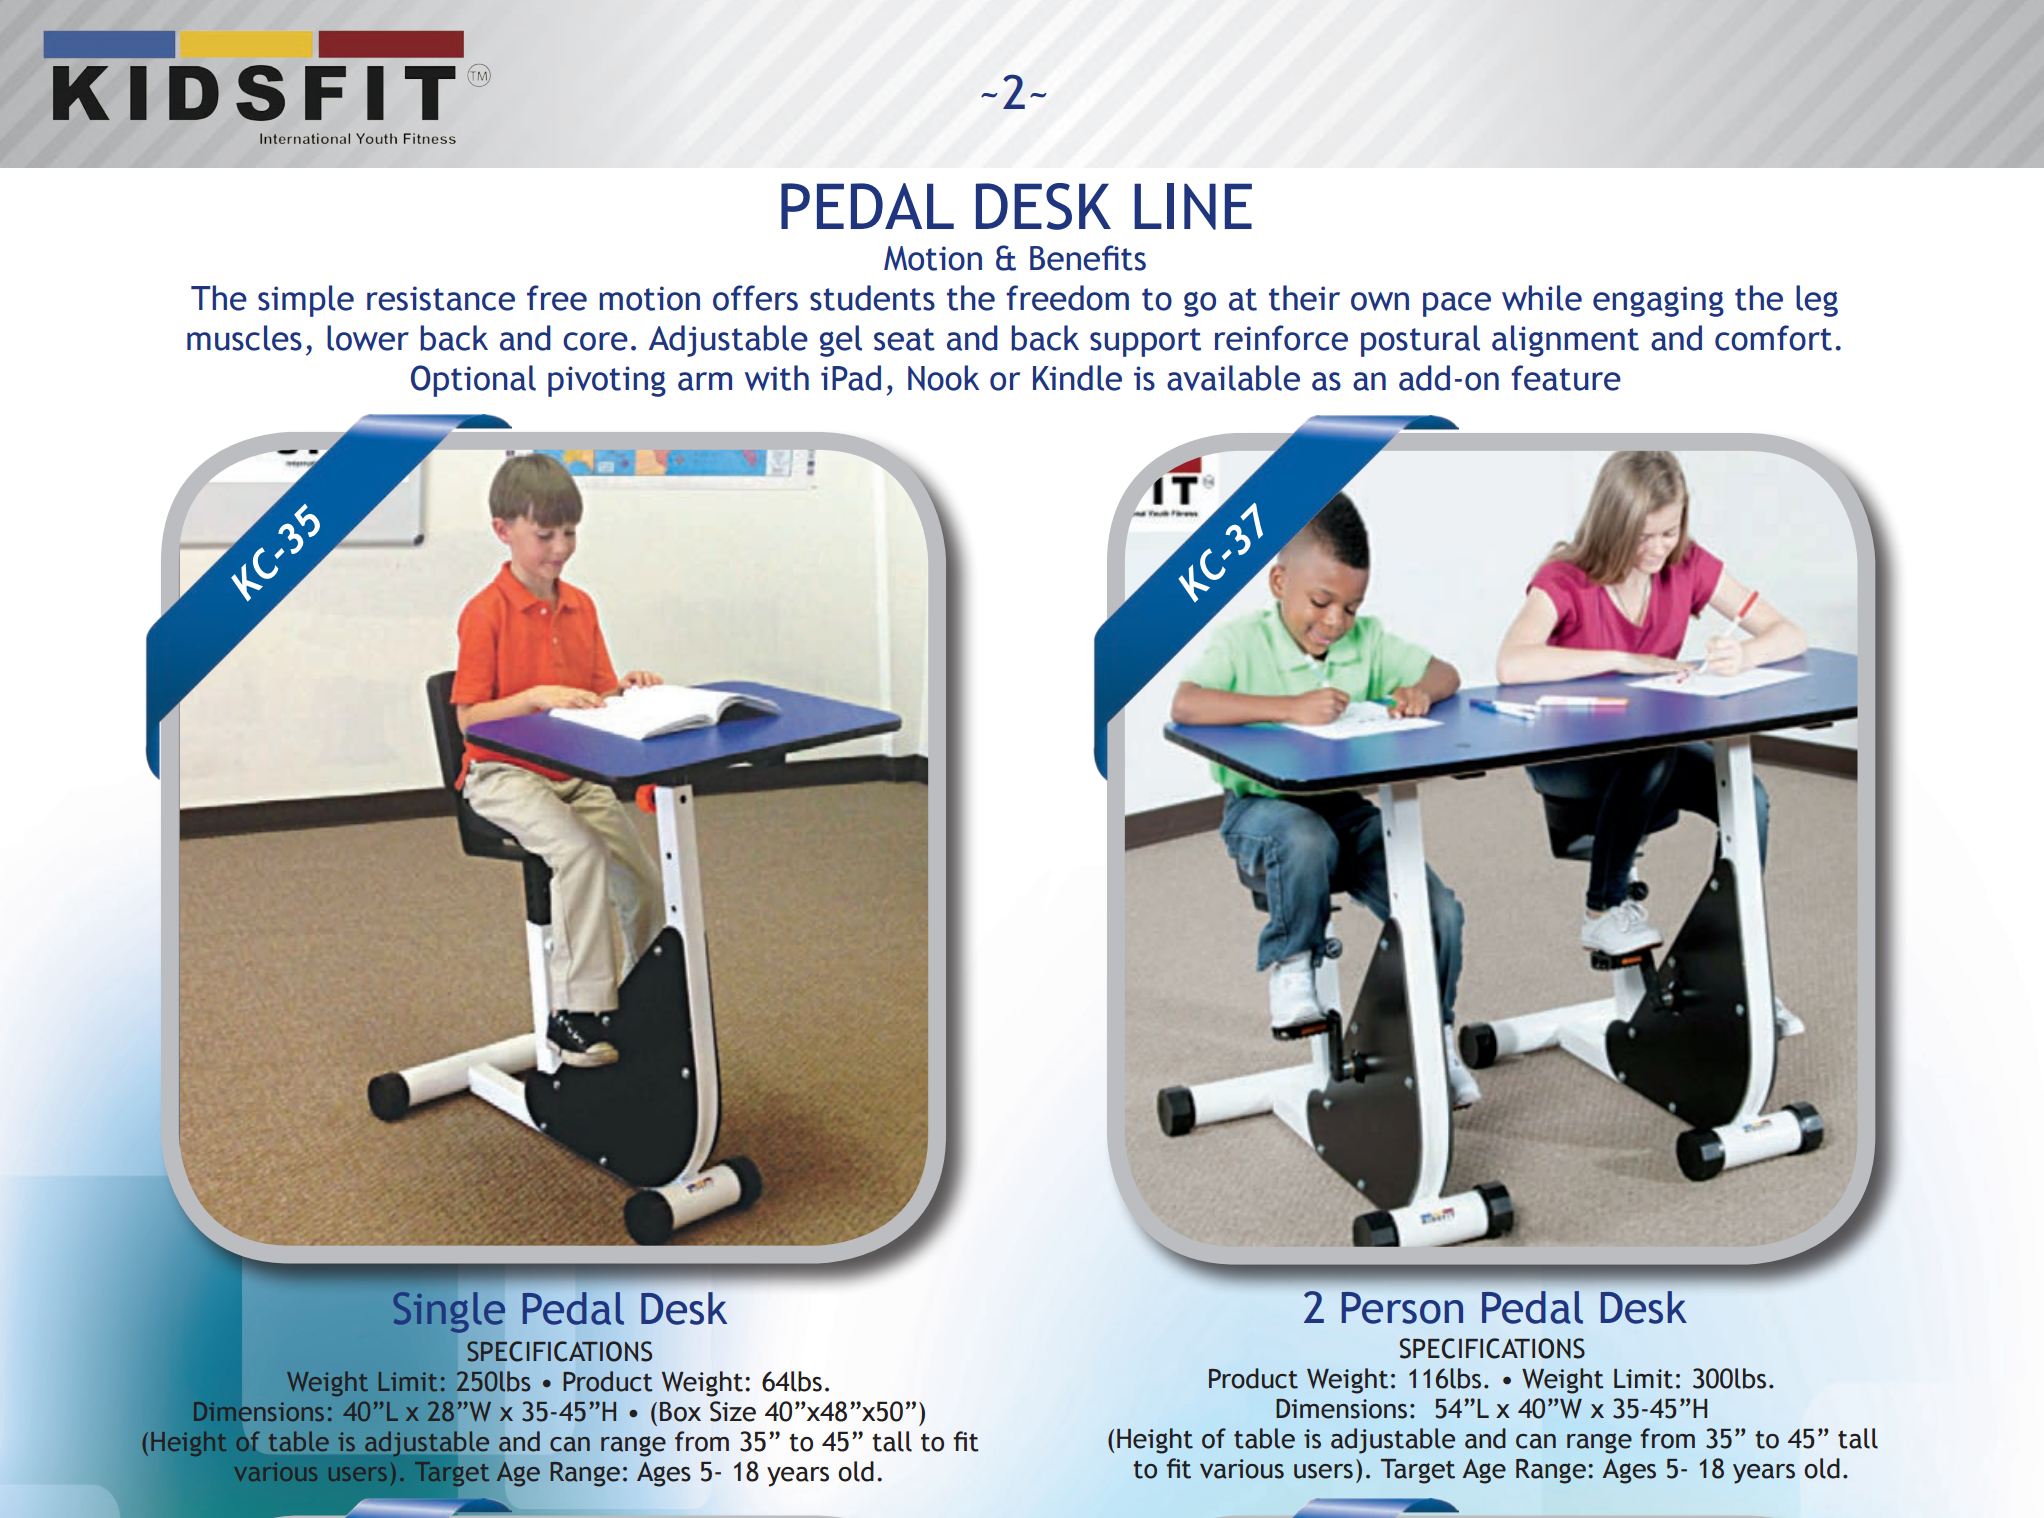 KIDSFIT TM
International Youth Fitness
~2~
PEDAL DESK LINE
Motion & Benefits
The simple resistance free motion offers students the freedom to go at their own pace while engaging the leg
muscles, lower back and core. Adjustable gel seat and back support reinforce postural alignment and comfort.
Optional pivoting arm with iPad, Nook or Kindle is available as an add-on feature
KC-35
KC-37
IT
Youth Fitness
KIDSFIT
Single Pedal Desk
SPECIFICATIONS
Weight Limit: 250lbs • Product Weight: 64lbs.
Dimensions: 40”L x 28”W x 35-45”H • (Box Size 40”x48”x50”)
(Height of table is adjustable and can range from 35” to 45” tall to fit
various users). Target Age Range: Ages 5- 18 years old.
2 Person Pedal Desk
SPECIFICATIONS
Product Weight: 116lbs. • Weight Limit: 300lbs.
Dimensions: 54”L x 40”W x 35-45”H
(Height of table is adjustable and can range from 35” to 45” tall
to fit various users). Target Age Range: Ages 5- 18 years old.